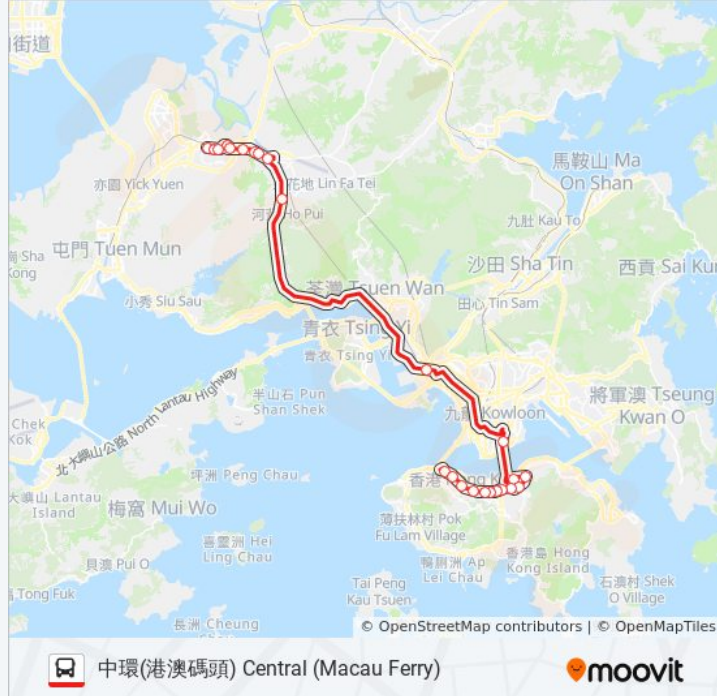 街道
馬鞍山 Ma
On Shan
亦園 Yick Yuen
花地 Lin Fa Tei
Ho Pui
九肚 Kau To
屯門 Tuen Mun
Sha
Kong
沙田 Sha Tin
西貢 Sai Kun
荃灣 Tsuen Wan
小秀 Siu Sau
田心 Tin Sam
青衣 Tsing Yi
青衣 Tsing Yi
將軍澳 Tseung
Kwan O
半山石 Pun
Shan Shek
北大嶼山公路 North Lantau Highway
Chek
Kok
九龍 Kowloon
坪洲 Peng Chau
香港
大嶼山 Lantau
Island
梅窩 Mui Wo
薄扶林村 Pok
Fu Lam Village
喜靈洲 Hei
Ling Chau
香港島 Hong
Kong Island
鴨脷洲 Ap
Lei Chau
貝澳 Pui O
Tai Peng
Kau Tsuen
石澳村 Shek
O Village
Tong Fuk
長洲 Cheung
Chau
© OpenStreetMap contributors | © OpenMapTiles
中環(港澳碼頭) Central (Macau Ferry)
moovit